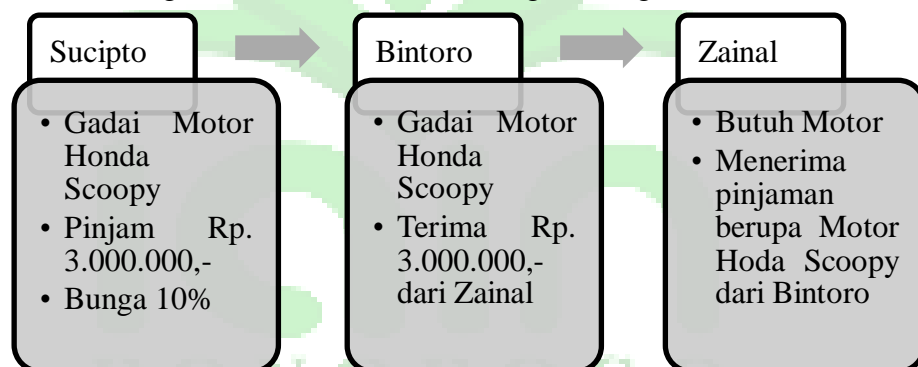 Sucipto
• Gadai Motor
Honda
Scoopy
• Pinjam Rp.
3.000.000,-
• Bunga 10%
Bintoro
• Gadai Motor
Honda
Scoopy
• Terima Rp.
3.000.000,-
dari Zainal
Zainal
• Butuh Motor
• Menerima
pinjaman
berupa Motor
Hoda Scoopy
dari Bintoro